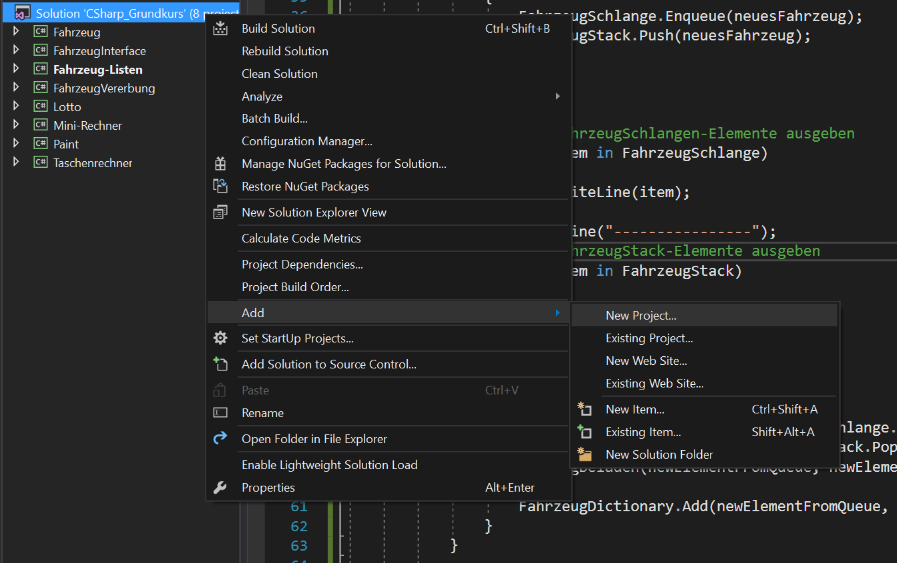 Solution 'CSharp_Grundkurs' (8
Fahrzeug
FahrzeugInterface
Fahrzeug-Listen
FahrzeugVererbung
Lotto
Mini-Rechner
Paint
Taschenrechner
Build Solution Ctrl+Shift+B
Rebuild Solution
Clean Solution
Analyze
Batch Build...
Configuration Manager...
Manage NuGet Packages for Solution...
Restore NuGet Packages
New Solution Explorer View
Calculate Code Metrics
Project Dependencies...
Project Build Order...
Add
Set StartUp Projects...
Add Solution to Source Control...
Paste Ctrl+V
Rename
Open Folder in File Explorer
Enable Lightweight Solution Load
Properties Alt+Enter
New Project...
Existing Project...
New Web Site...
Existing Web Site...
New Item... Ctrl+Shift+A
Existing Item... Shift+Alt+A
New Solution Folder
{
FahrzeugSchlange.Enqueue(neuesFahrzeug);
ugStack.Push(neuesFahrzeug);
hrzeugSchlangen-Elemente ausgeben
em in FahrzeugSchlange)
iteLine(item);
ine("----------------");
hrzeugStack-Elemente ausgeben
em in FahrzeugStack)
hlange.
ack.Pop
61 FahrzeugDictionary.Add(newElementFromQueue,
62 }
63 }